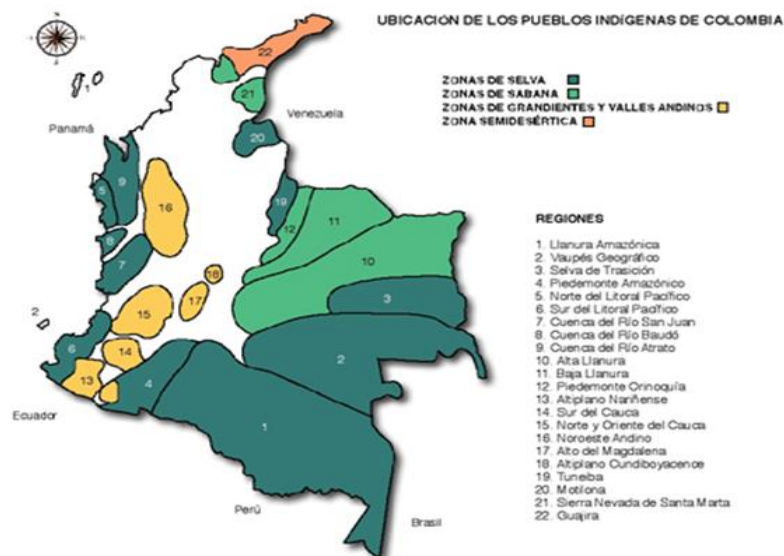 UBICACIÓN DE LOS PUEBLOS INDÍGENAS DE COLOMBIA
ZONAS DE SELVA
ZONAS DE SABANA
ZONAS DE GRANDIENTES Y VALLES ANDINOS
ZONA SEMIDESÉRTICA
22
21
1
Venezuela
Panamá
20
9
5
16
19
11
12
8
7
10
18
17
3
2
15
6
14
2
13
4
Ecuador
1
Perú
Brasil
REGIONES
1. Llanura Amazónica
2. Vaupés Geográfico
3. Selva de Trasición
4. Piedemonte Amazónico
5. Norte del Litoral Pacífico
6. Sur del Litoral Pacífico
7. Cuenca del Río San Juan
8. Cuenca del Río Baudó
9. Cuenca del Río Atrato
10. Alta Llanura
11. Baja Llanura
12. Piedemonte Orinoquía
13. Altiplano Nariñense
14. Sur del Cauca
15. Norte y Oriente del Cauca
16. Noroeste Andino
17. Alto del Magdalena
18. Altiplano Cundiboyacence
19. Tuneiba
20. Motilona
21. Sierra Nevada de Santa Marta
22. Guajira